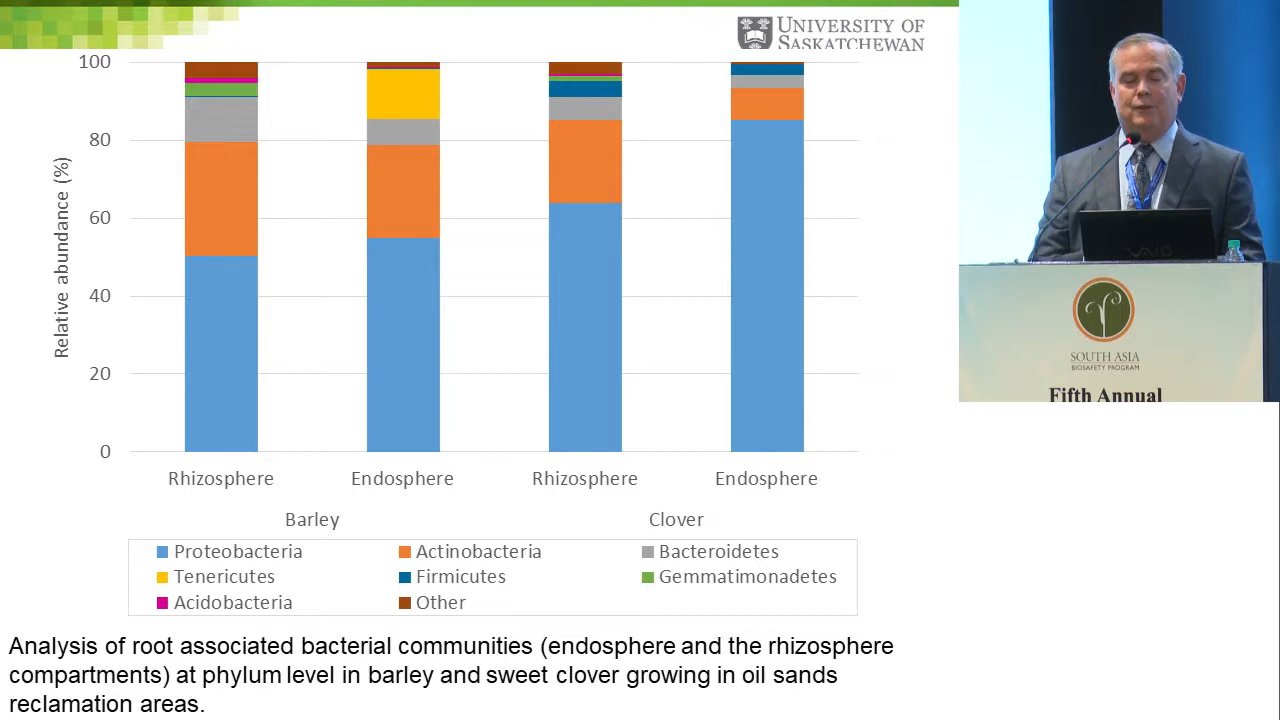 UNIVERSITY OF
SASKATCHEWAN
100
80
60
40
20
0
Relative abundance (%)
Rhizosphere
Endosphere
Rhizosphere
Endosphere
Barley
Clover
Proteobacteria
Actinobacteria
Bacteroidetes
Tenericutes
Firmicutes
Gemmatimonadetes
Acidobacteria
Other
Analysis of root associated bacterial communities (endosphere and the rhizosphere
compartments) at phylum level in barley and sweet clover growing in oil sands
reclamation areas.
VAIO
SOUTH ASIA
BIOSAFETY PROGRAM
Fifth Annual